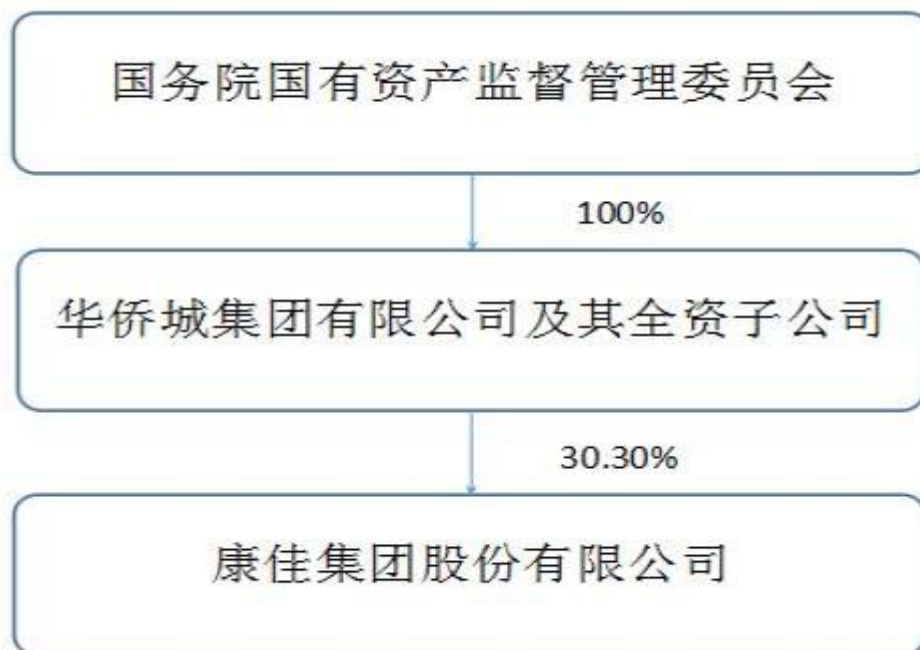 国务院国有资产监督管理委员会
100%
华侨城集团有限公司及其全资子公司
30.30%
康佳集团股份有限公司